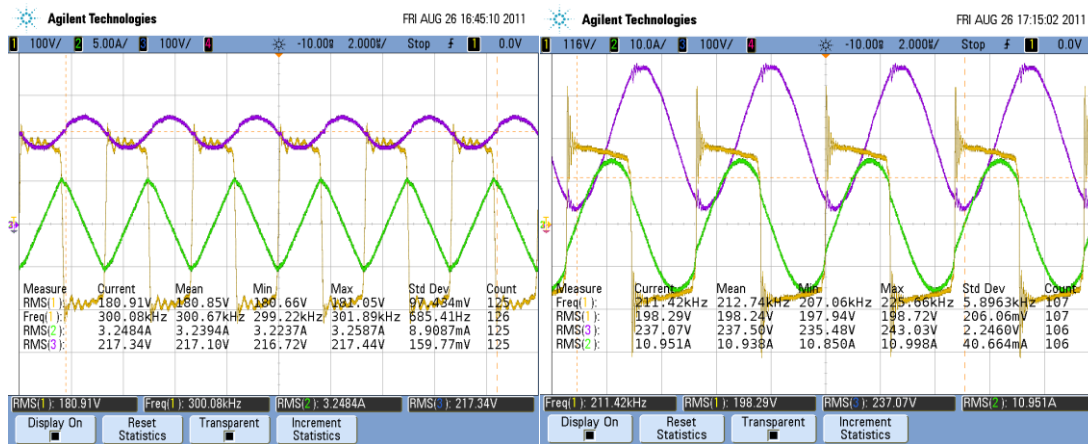 Agilent Technologies FRI AUG 26 16:45:10 2011
1 100V/ 2 5.00A/ 3 100V/ 4 -10.00s 2.000%/ Stop 1 0.0V
Measure Current Mean Min Max Std Dev Count
RMS(1): 180.91V 180.85V 180.66V 181.05V 97.434mV 125
Freq(1): 300.08kHz 300.67kHz 299.22kHz 301.89kHz 585.41Hz 126
RMS(2): 3.2484A 3.2394A 3.2237A 3.2587A 8.9087mA 125
RMS(3): 217.34V 217.10V 216.72V 217.44V 159.77mV 125
RMS(1): 180.91V Freq(1): 300.08kHz RMS(2): 3.2484A RMS(3): 217.34V
Display On Reset Statistics Transparent Increment Statistics
Agilent Technologies FRI AUG 26 17:15:02 2011
1 116V/ 2 10.0A/ 3 100V/ 4 -10.00s 2.000%/ Stop 1 0.0V
Measure Current Mean Min Max Std Dev Count
Freq(1): 211.42kHz 212.74kHz 207.06kHz 5.8963kHz 107
RMS(1): 198.29V 198.24V 197.94V 198.72V 206.06mV 107
RMS(3): 237.07V 237.50V 235.48V 243.03V 2.2460V 106
RMS(2): 10.951A 10.938A 10.850A 10.998A 40.664mA 106
Freq(1): 211.42kHz RMS(1): 198.29V RMS(3): 237.07V RMS(2): 10.951A
Display On Reset Statistics Transparent Increment Statistics